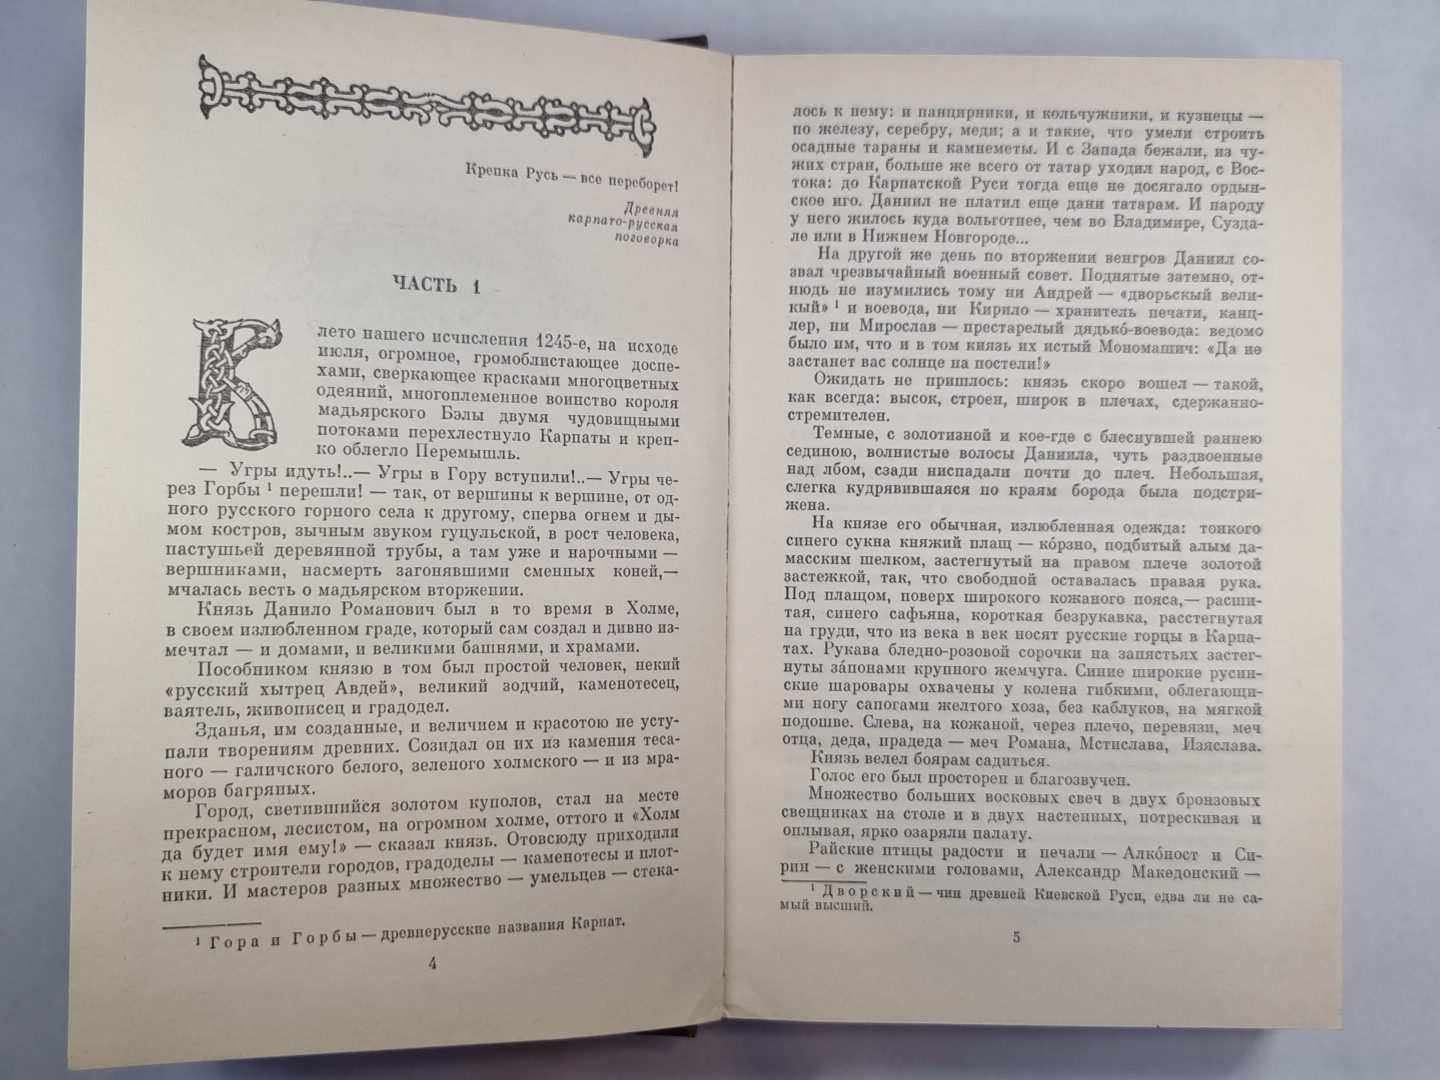 Крепка Русь — все переборет!
Древняя
карпато-русская
поговорка
ЧАСТЬ 1
В лето нашего исчисления 1245-е, на исходе
июля, огромное, громоблистающее доспе-
хами, сверкающее красками многоцветных
одеяний, многоплеменное воинство короля
мадьярского Бэлы двумя чудовищными
потоками перехлестнуло Карпаты и креп-
ко облегло Перемышль.
— Угры идуть!..— Угры в Гору вступили!..— Угры че-
рез Горбы ¹ перешли! — так, от вершины к вершине, от од-
ного русского горного села к другому, сперва огнем и ды-
мом костров, зычным звуком гуцульской, в рост человека,
пастушьей деревянной трубы, а там уже и нарочными —
вершниками, насмерть загонявшими сменных коней,—
мчалась весть о мадьярском вторжении.
Князь Данило Романович был в то время в Холме,
в своем излюбленном граде, который сам создал и дивно из-
мечтал — и домами, и великими башнями, и храмами.
Пособником князю в том был простой человек, некий
«русский хытрец Авдей», великий зодчий, каменотесец,
ваятель, живописец и градодел.
Зданья, им созданные, и величием и красотою не усту-
пали творениям древних. Созидал он их из камения теса-
ного — галичского белого, зеленого холмского — и из мра-
моров багряных.
Город, светившийся золотом куполов, стал на месте
прекрасном, лесистом, на огромном холме, оттого и «Холм
да будет имя ему!» — сказал князь. Отовсюду приходили
к нему строители городов, градоделы — каменотесы и плот-
ники. И мастеров разных множество — умельцев — стека-
¹ Гора и Горбы — древнерусские названия Карпат.
4
лось к нему: и панцирники, и кольчужники, и кузнецы —
по железу, серебру, меди; а и такие, что умели строить
осадные тараны и камнеметы. И с Запада бежали, из чу-
жих стран, больше же всего от татар уходил народ, с Вос-
тока: до Карпатской Руси тогда еще не досягало ордын-
ское иго. Даниил не платил еще дани татарам. И народу
у него жилось куда вольготнее, чем во Владимире, Сузда-
ле или в Нижнем Новгороде...
На другой же день по вторжении венгров Даниил со-
звал чрезвычайный военный совет. Поднятые затемно, от-
нюдь не изумились тому ни Андрей — «дворьский вели-
кый» ¹ и воевода, ни Кирило — хранитель печати, канц-
лер, ни Мирослав — престарелый дядько́-воевода: ведомо
было им, что и в том князь их истый Мономашич: «Да не
застанет вас солнце на постели!»
Ожидать не пришлось: князь скоро вошел — такой,
как всегда: высок, строен, широк в плечах, сдержанно-
стремителен.
Темные, с золотизной и кое-где с блеснувшей раннею
сединою, волнистые волосы Даниила, чуть раздвоенные
над лбом, сзади ниспадали почти до плеч. Небольшая,
слегка кудрявившаяся по краям борода была подстри-
жена.
На князе его обычная, излюбленная одежда: тонкого
синего сукна княжий плащ — ко́рзно, подбитый алым да-
масским шелком, застегнутый на правом плече золотой
застежкой, так, что свободной оставалась правая рука.
Под плащом, поверх широкого кожаного пояса,— расши-
тая, синего сафьяна, короткая безрукавка, расстегнутая
на груди, что из века в век носят русские горцы в Карпа-
тах. Рукава бледно-розовой сорочки на запястьях застег-
нуты за́понами крупного жемчуга. Синие широкие русин-
ские шаровары охвачены у колена гибкими, облегающи-
ми ногу сапогами желтого хоза, без каблуков, на мягкой
подошве. Слева, на кожаной, через плечо, перевязи, меч
отца, деда, прадеда — меч Романа, Мстислава, Изяслава.
Князь велел боярам садиться.
Голос его был просторен и благозвучен.
Множество больших восковых свеч в двух бронзовых
свещниках на столе и в двух настенных, потрескивая и
оплывая, ярко озаряли палату.
Райские птицы радости и печали — Алко́ност и Си-
рин — с женскими головами, Александр Македонский —
¹ Дворский — чин древней Киевской Руси, едва ли не са-
мый высший.
5